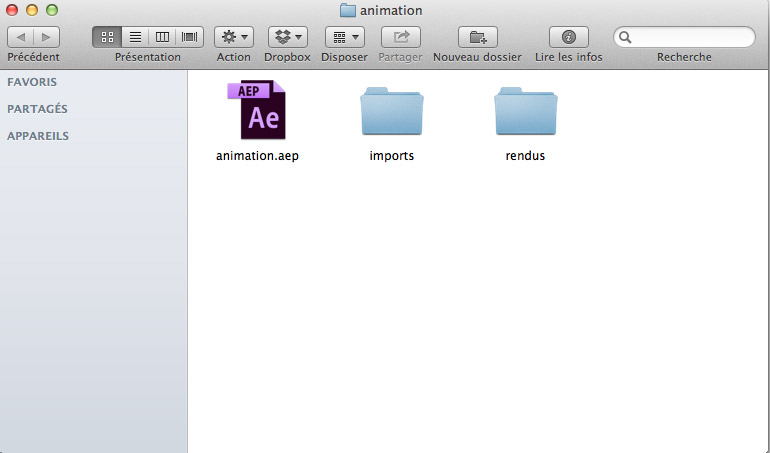 animation
Précédent
Présentation
Action
Dropbox
Disposer
Partager
Nouveau dossier
Lire les infos
Recherche
FAVORIS
PARTAGÉS
APPAREILS
AEP
Ae
animation.aep
imports
rendus